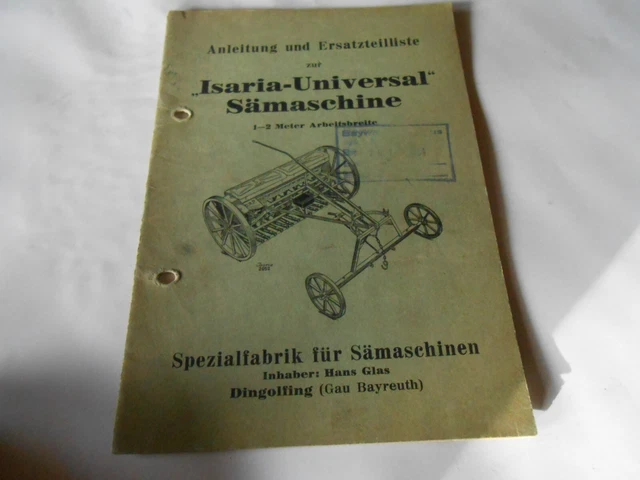 Anleitung und Ersatzteilliste
zur
„Isaria-Universal"
Sämaschine
1—2 Meter Arbeitsbreite
Spezialfabrik für Sämaschinen
Inhaber: Hans Glas
Dingolfing (Gau Bayreuth)